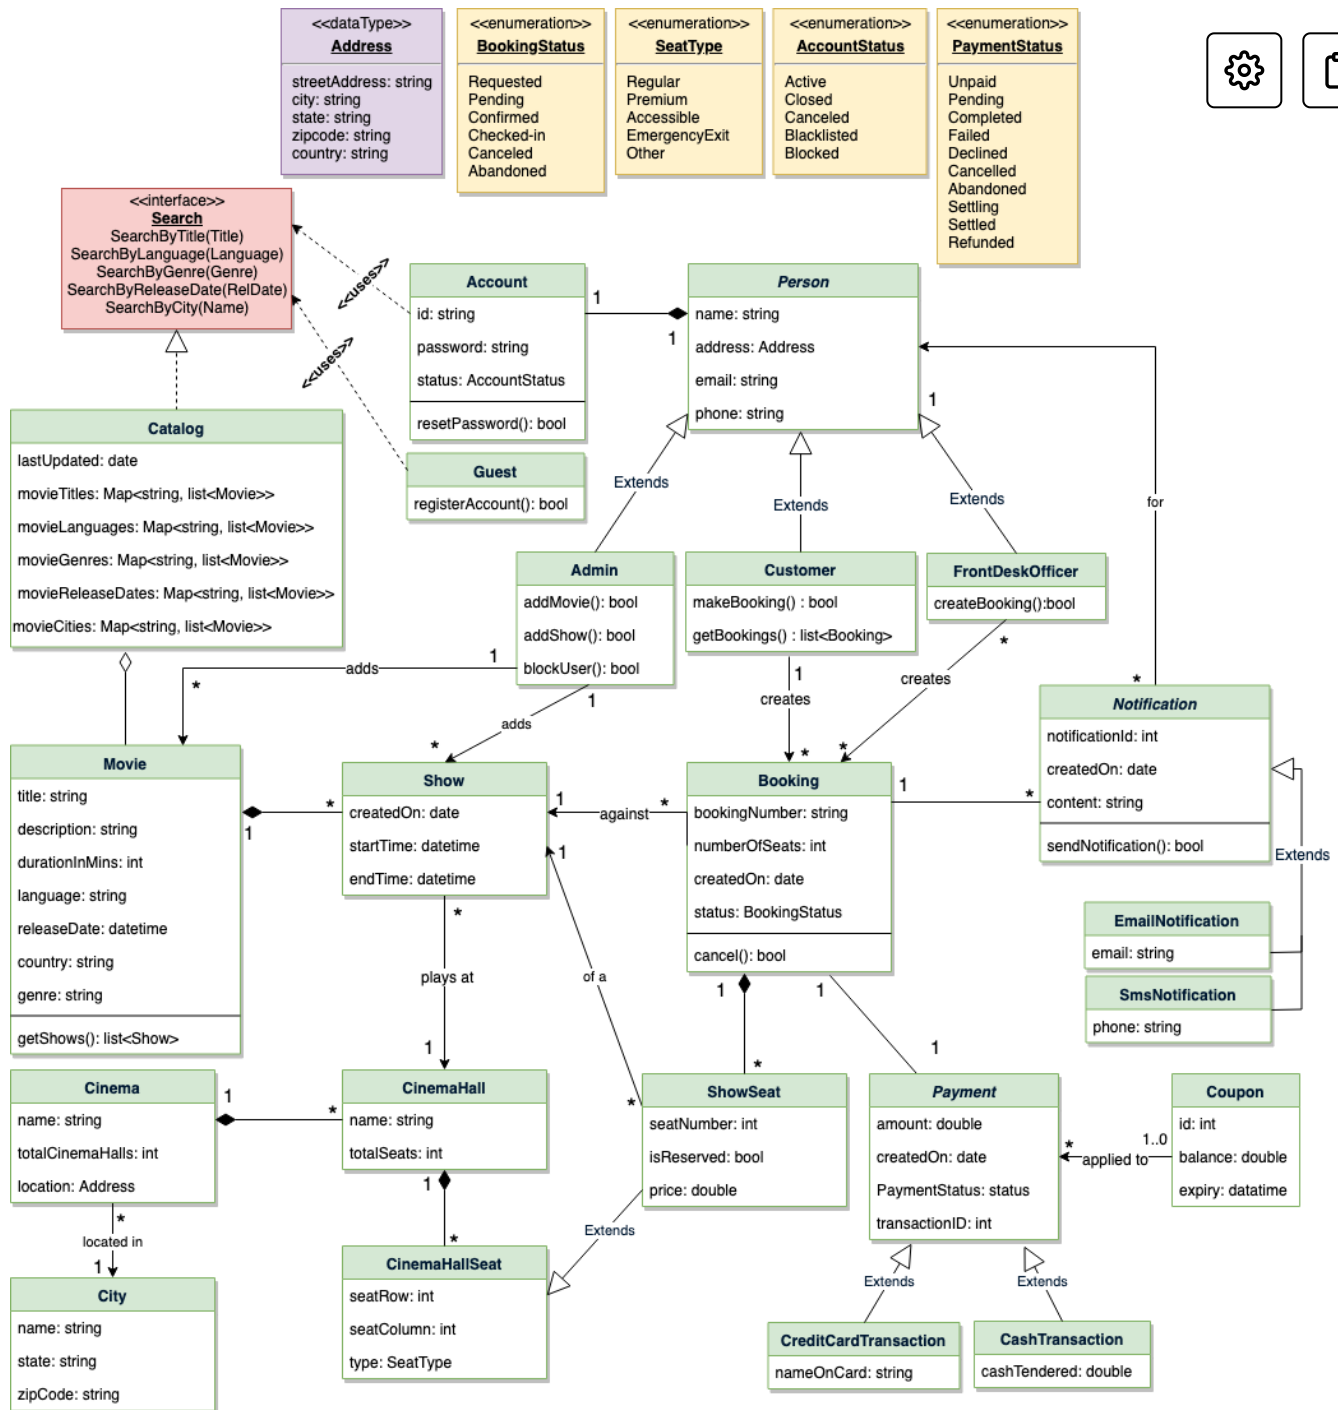 <<dataType>>
Address
streetAddress: string
city: string
state: string
zipcode: string
country: string
<<enumeration>>
BookingStatus
Requested
Pending
Confirmed
Checked-in
Canceled
Abandoned
<<enumeration>>
SeatType
Regular
Premium
Accessible
EmergencyExit
Other
<<enumeration>>
AccountStatus
Active
Closed
Canceled
Blacklisted
Blocked
<<enumeration>>
PaymentStatus
Unpaid
Pending
Completed
Failed
Declined
Cancelled
Abandoned
Settling
Settled
Refunded
<<interface>>
Search
SearchByTitle(Title)
SearchByLanguage(Language)
SearchByGenre(Genre)
SearchByReleaseDate(RelDate)
SearchByCity(Name)
<<uses>>
<<uses>>
Account
id: string
password: string
status: AccountStatus
resetPassword(): bool
1
1
Person
name: string
address: Address
email: string
phone: string
1
Guest
registerAccount(): bool
Catalog
lastUpdated: date
movieTitles: Map<string, list<Movie>>
movieLanguages: Map<string, list<Movie>>
movieGenres: Map<string, list<Movie>>
movieReleaseDates: Map<string, list<Movie>>
movieCities: Map<string, list<Movie>>
Extends
Extends
Extends
for
Admin
addMovie(): bool
addShow(): bool
blockUser(): bool
Customer
makeBooking() : bool
getBookings() : list<Booking>
FrontDeskOfficer
createBooking():bool
1
adds
*
1
adds
*
1
creates
*
*
creates
*
*
Notification
notificationId: int
createdOn: date
content: string
sendNotification(): bool
Movie
title: string
description: string
durationInMins: int
language: string
releaseDate: datetime
country: string
genre: string
getShows(): list<Show>
1
*
Show
createdOn: date
startTime: datetime
endTime: datetime
1
against
*
1
Booking
bookingNumber: string
numberOfSeats: int
createdOn: date
status: BookingStatus
cancel(): bool
1
*
Extends
EmailNotification
email: string
SmsNotification
phone: string
*
plays at
1
of a
*
1
*
1
1
Cinema
name: string
totalCinemaHalls: int
location: Address
1
*
CinemaHall
name: string
totalSeats: int
ShowSeat
seatNumber: int
isReserved: bool
price: double
Payment
amount: double
createdOn: date
PaymentStatus: status
transactionID: int
*
applied to
1..0
Coupon
id: int
balance: double
expiry: datatime
*
located in
1
1
*
Extends
City
name: string
state: string
zipCode: string
CinemaHallSeat
seatRow: int
seatColumn: int
type: SeatType
Extends
Extends
CreditCardTransaction
nameOnCard: string
CashTransaction
cashTendered: double